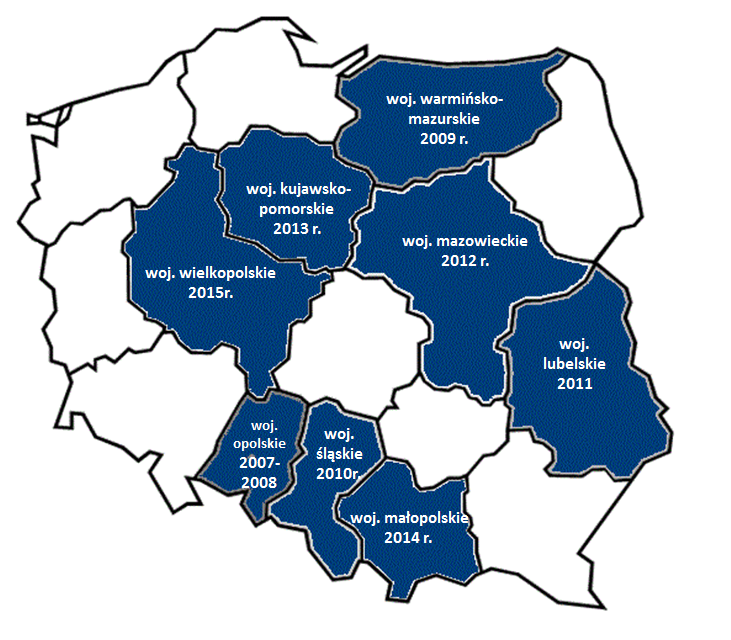 woj. warmińsko-
mazurskie
2009 r.
woj. kujawsko-
pomorskie
2013 r.
woj. mazowieckie
2012 r.
woj. wielkopolskie
2015r.
woj.
lubelskie
2011
woj.
opolskie
2007-
2008
woj.
śląskie
2010r.
woj. małopolskie
2014 r.